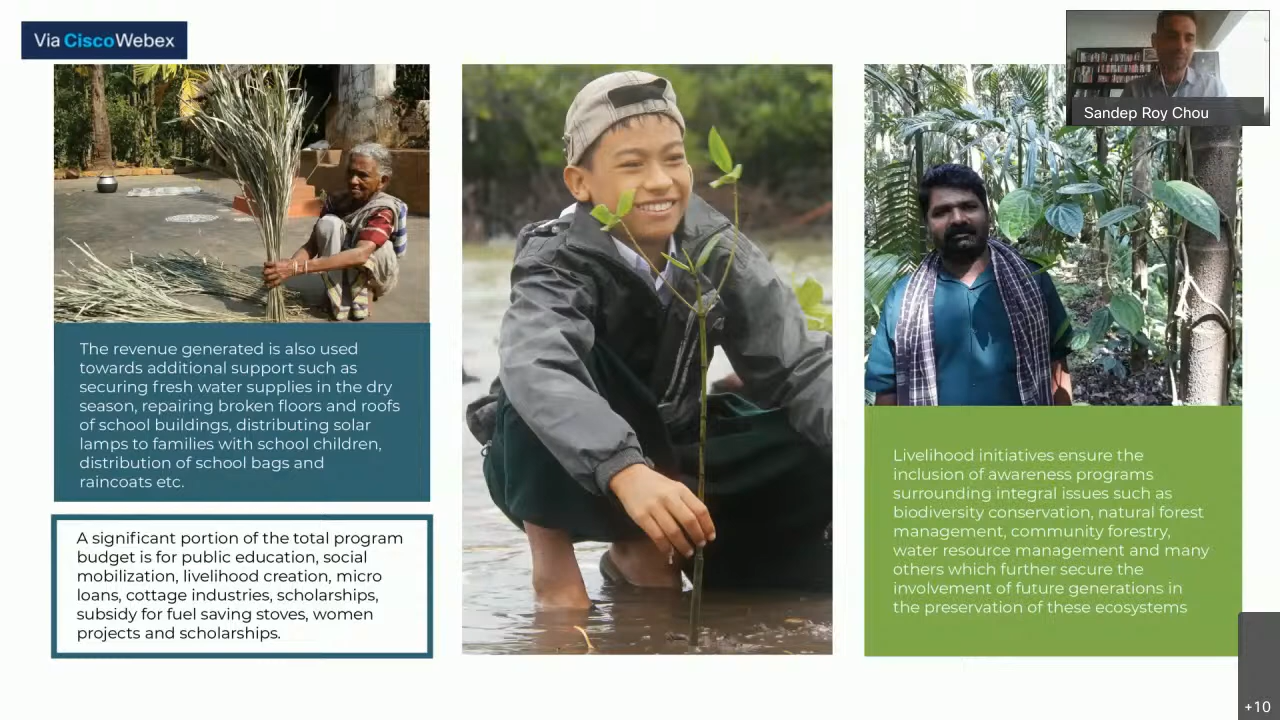 Via Cisco Webex
Sandep Roy Chou
The revenue generated is also used
towards additional support such as
securing fresh water supplies in the dry
season, repairing broken floors and roofs
of school buildings, distributing solar
lamps to families with school children,
distribution of school bags and
raincoats etc.
A significant portion of the total program
budget is for public education, social
mobilization, livelihood creation, micro
loans, cottage industries, scholarships,
subsidy for fuel saving stoves, women
projects and scholarships.
Livelihood initiatives ensure the
inclusion of awareness programs
surrounding integral issues such as
biodiversity conservation, natural forest
management, community forestry,
water resource management and many
others which further secure the
involvement of future generations in
the preservation of these ecosystems
+10